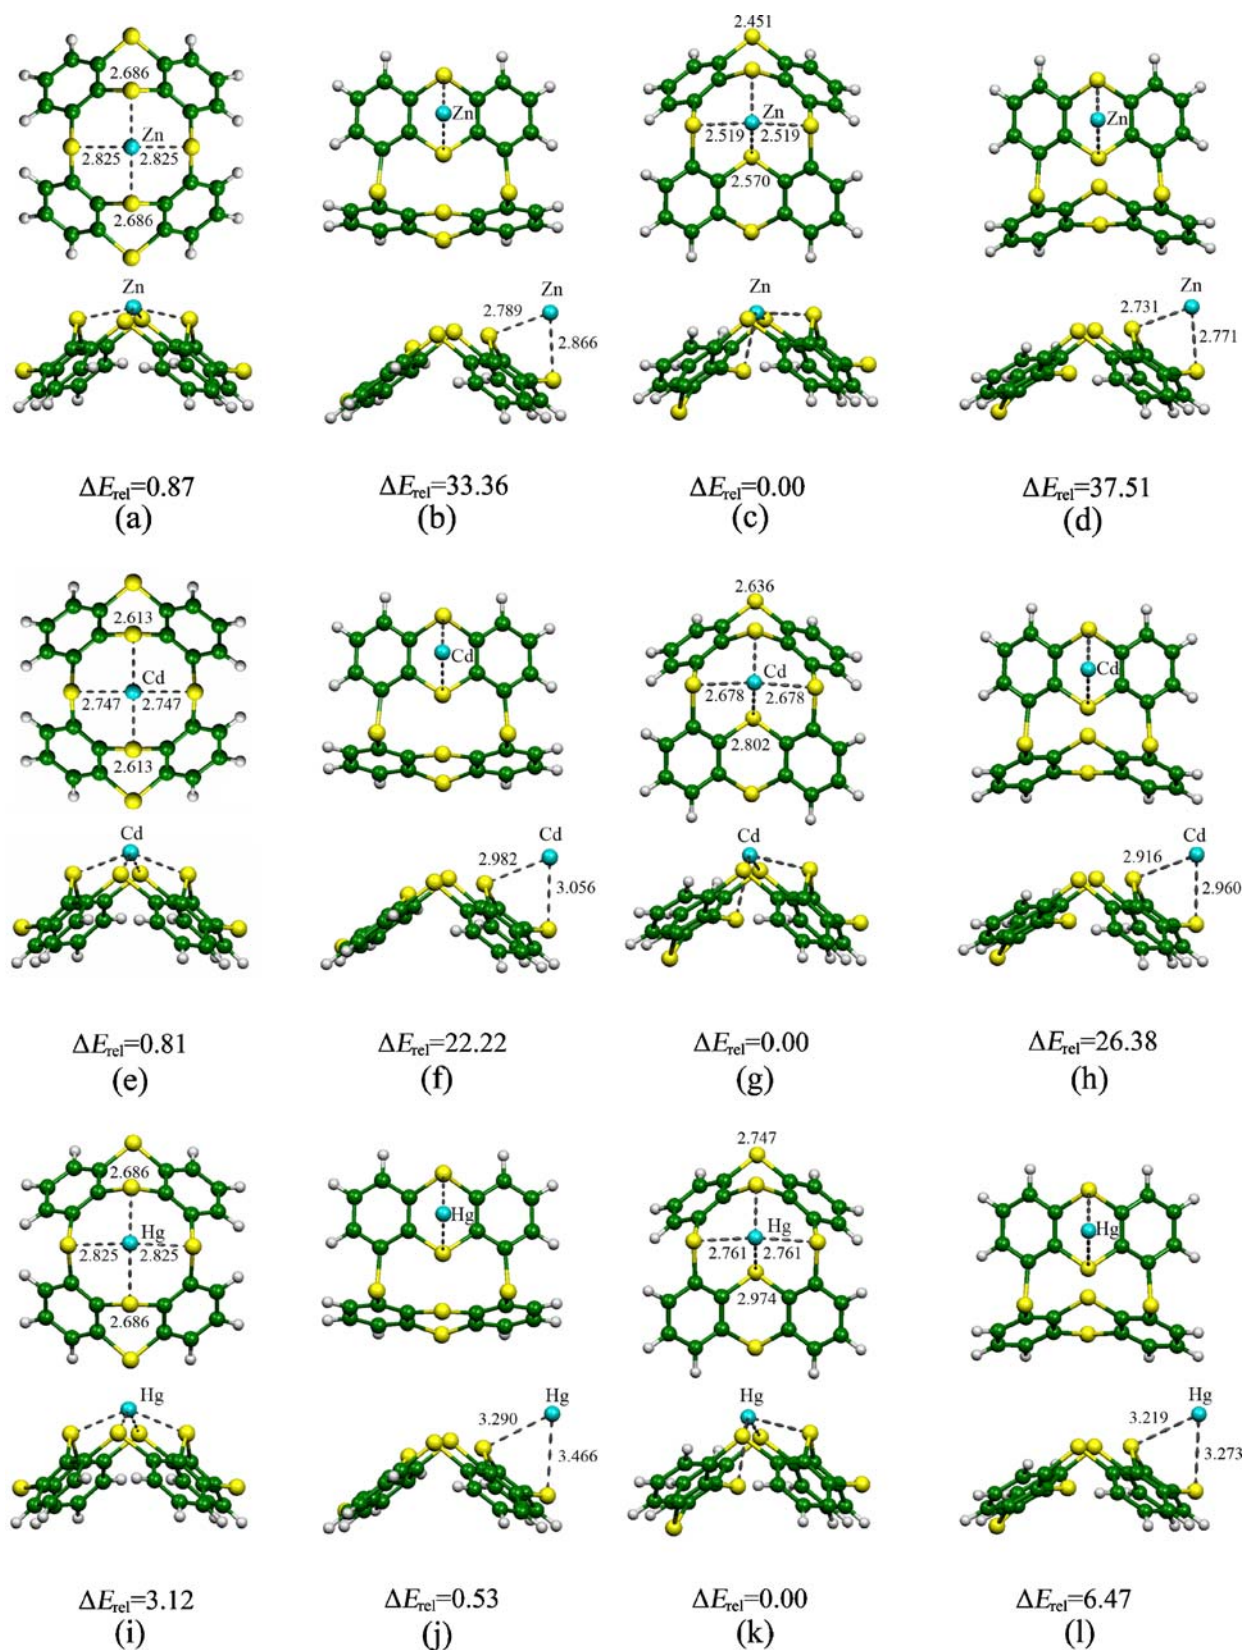 2.686
Zn
2.825 2.825
2.686
Zn
ΔErel=0.87
(a)
Zn
Zn
2.789
2.866
ΔErel=33.36
(b)
2.451
Zn
2.519 2.519
2.570
Zn
ΔErel=0.00
(c)
Zn
Zn
2.731
2.771
ΔErel=37.51
(d)
2.613
Cd
2.747 2.747
2.613
Cd
ΔErel=0.81
(e)
Cd
Cd
2.982
3.056
ΔErel=22.22
(f)
2.636
Cd
2.678 2.678
2.802
Cd
ΔErel=0.00
(g)
Cd
Cd
2.916
2.960
ΔErel=26.38
(h)
2.686
Hg
2.825 2.825
2.686
Hg
ΔErel=3.12
(i)
Hg
Hg
3.290
3.466
ΔErel=0.53
(j)
2.747
Hg
2.761 2.761
2.974
Hg
ΔErel=0.00
(k)
Hg
Hg
3.219
3.273
ΔErel=6.47
(l)